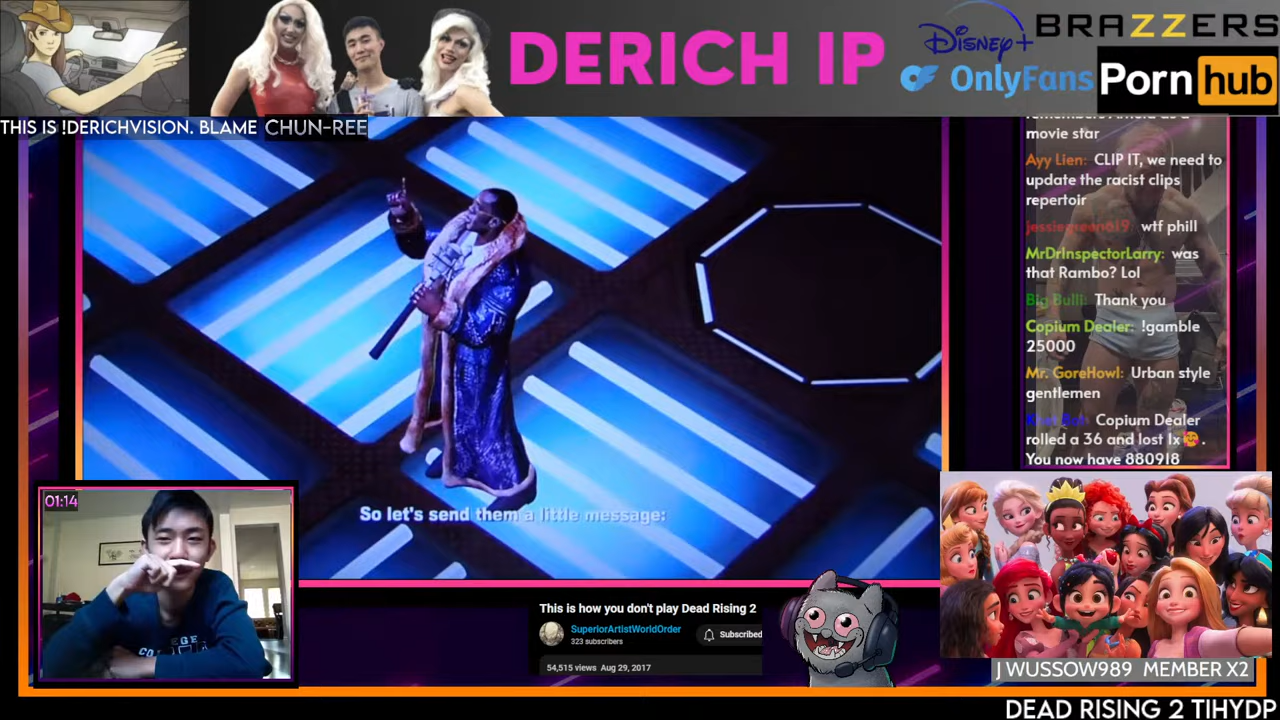 DERICH IP
Disney+
BRAZZERS
OnlyFans
Pornhub
THIS IS !DERICHVISION. BLAME CHUN-REE
movie star
Ayy Lien: CLIP IT, we need to
update the racist clips
repertoir
wtf phill
MrDrInspectorLarry: was
that Rambo? Lol
Big Bulli: Thank you
Copium Dealer: !gamble
25000
Mr. GoreHowl: Urban style
gentlemen
Copium Dealer
rolled a 36 and lost 1x
You now have 880918
So let's send them a little message:
01:14
This is how you don't play Dead Rising 2
SuperiorArtistWorldOrder
323 subscribers
Subscribed
54,515 views Aug 29, 2017
J WUSSOW989 MEMBER X2
DEAD RISING 2 TIHYDP